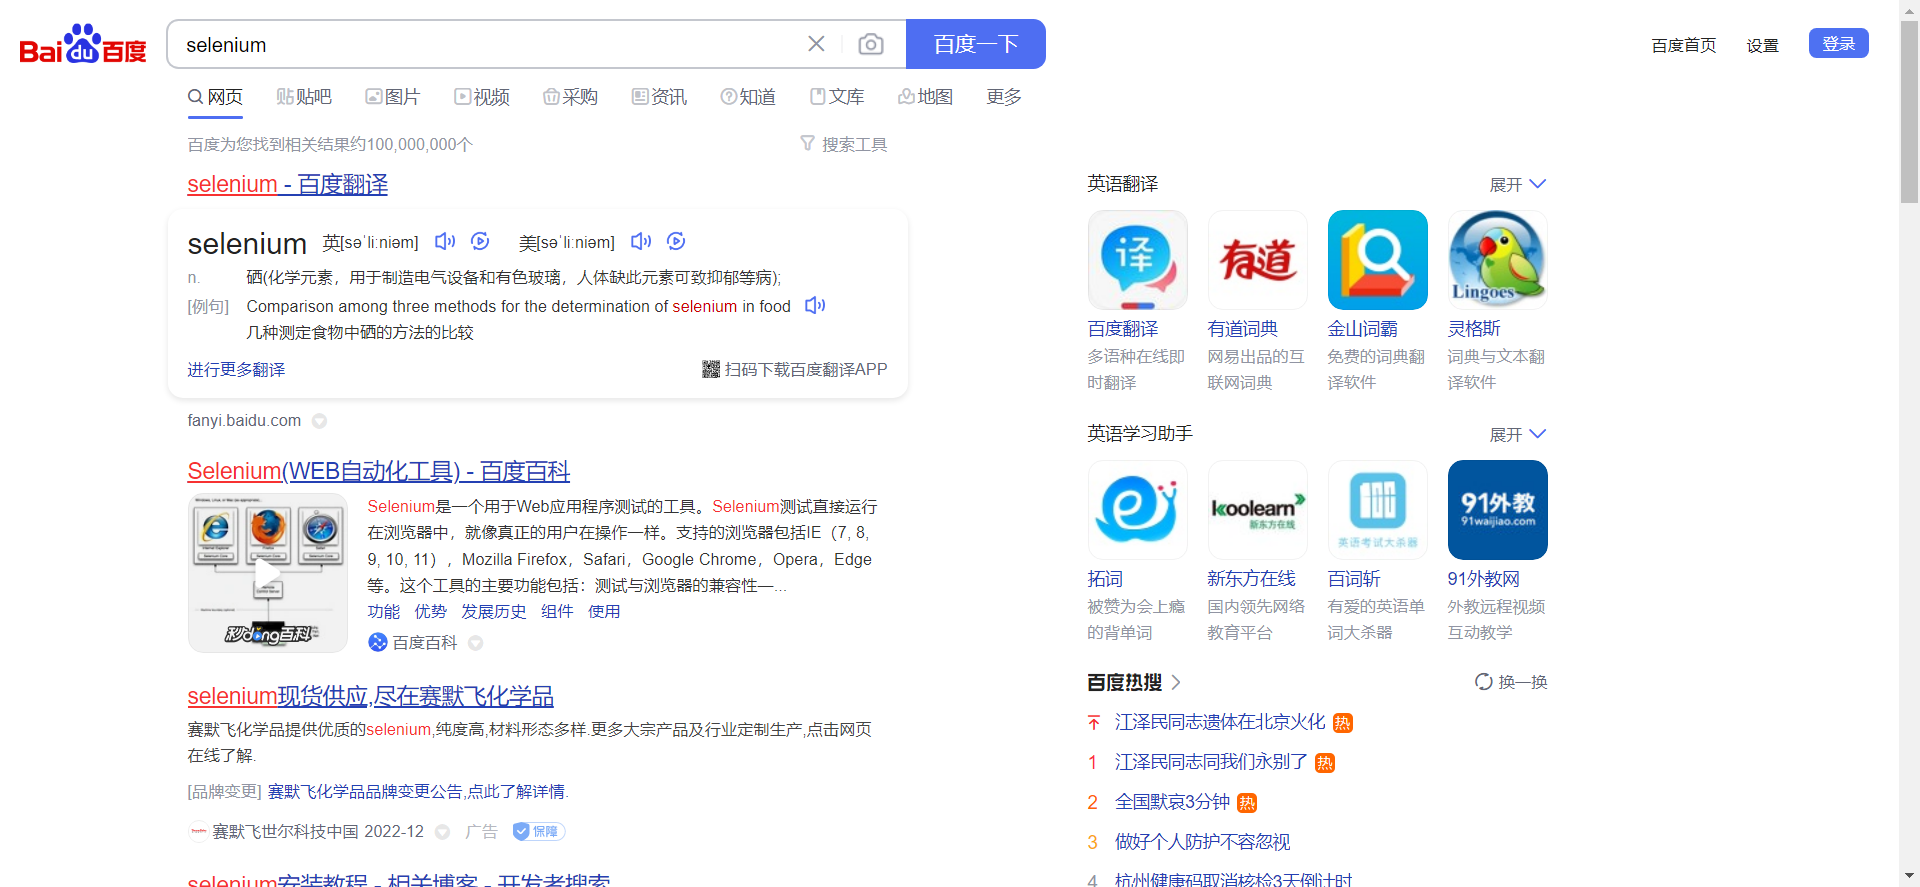 Bai du 百度
selenium
百度一下
百度首页 设置 登录
网页 贴吧 图片 视频 采购 资讯 知道 文库 地图 更多
百度为您找到相关结果约100,000,000个
搜索工具
selenium - 百度翻译
selenium 英[səˈliːniəm] 美[səˈliːniəm]
n. 硒(化学元素，用于制造电气设备和有色玻璃，人体缺此元素可致抑郁等病);
[例句] Comparison among three methods for the determination of selenium in food
几种测定食物中硒的方法的比较
进行更多翻译
扫码下载百度翻译APP
fanyi.baidu.com
Selenium(WEB自动化工具) - 百度百科
Selenium是一个用于Web应用程序测试的工具。Selenium测试直接运行
在浏览器中，就像真正的用户在操作一样。支持的浏览器包括IE（7, 8,
9, 10, 11），Mozilla Firefox，Safari，Google Chrome，Opera，Edge
等。这个工具的主要功能包括：测试与浏览器的兼容性—...
功能 优势 发展历史 组件 使用
秒dong百科
百度百科
selenium现货供应,尽在赛默飞化学品
赛默飞化学品提供优质的selenium,纯度高,材料形态多样.更多大宗产品及行业定制生产,点击网页
在线了解.
[品牌变更] 赛默飞化学品品牌变更公告,点此了解详情.
赛默飞世尔科技中国 2022-12 广告 保障
selenium安装教程 - 相关博客 - 开发者搜索
英语翻译
展开
译
有道
Lingoes
百度翻译 有道词典 金山词霸 灵格斯
多语种在线即 网易出品的互 免费的词典翻 词典与文本翻
时翻译 联网词典 译软件 译软件
英语学习助手
展开
koolearn
新东方在线
英语考试大杀器
91外教
91waijiao.com
拓词 新东方在线 百词斩 91外教网
被赞为会上瘾 国内领先网络 有爱的英语单 外教远程视频
的背单词 教育平台 词大杀器 互动教学
百度热搜
换一换
江泽民同志遗体在北京火化 热
1 江泽民同志同我们永别了 热
2 全国默哀3分钟 热
3 做好个人防护不容忽视
4 杭州健康码取消核检3天倒计时